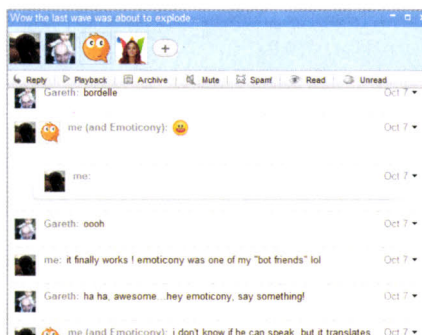 Wow the last wave was about to explode...
Reply Playback Archive Mute Spam! Read Unread
Gareth: bordelle Oct 7
me (and Emoticony): Oct 7
me: Oct 7
Gareth: oooh Oct 7
me: it finally works ! emoticony was one of my "bot friends" lol Oct 7
Gareth: ha ha, awesome...hey emoticony, say something! Oct 7
me (and Emoticony): i don't know if he can speak, but it translates Oct 7